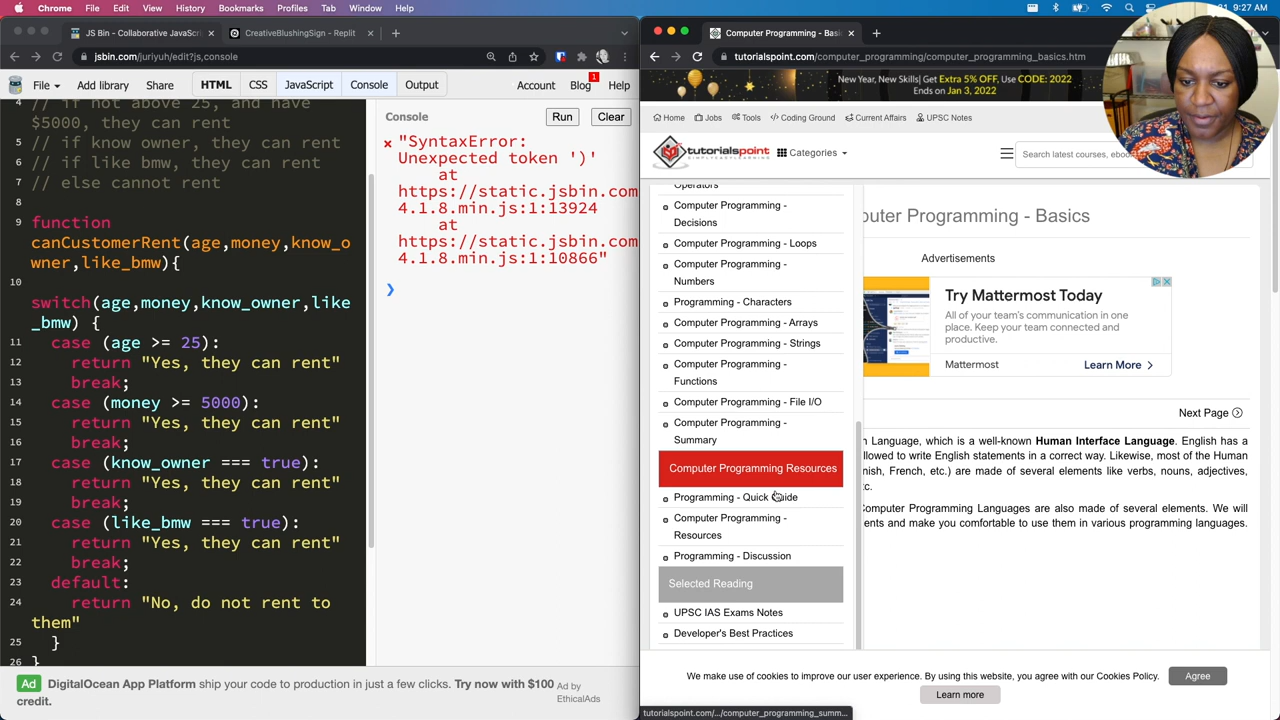 Chrome File Edit View History Bookmarks Profiles Tab Window Help
Sat Jan 1 9:27 AM
JS Bin - Collaborative JavaScri
CreativeBlushingSign - Replit
jsbin.com/juriyuh/edit?js,console
File Add library Share HTML CSS JavaScript Console Output Account Blog 1 Help
4
// if not above 25, and have
$5000, they can rent
5 // if know owner, they can rent
6 // if like bmw, they can rent
7 // else cannot rent
8
9 function
canCustomerRent(age,money,know_o
wner,like_bmw){
10
switch(age,money,know_owner,like
_bmw) {
11 case (age >= 25):
12 return "Yes, they can rent"
13 break;
14 case (money >= 5000):
15 return "Yes, they can rent"
16 break;
17 case (know_owner === true):
18 return "Yes, they can rent"
19 break;
20 case (like_bmw === true):
21 return "Yes, they can rent"
22 break;
23 default:
24 return "No, do not rent to
them"
25 }
26 }
Console Run Clear
"SyntaxError:
Unexpected token ')'
at
https://static.jsbin.com
4.1.8.min.js:1:13924
at
https://static.jsbin.com
4.1.8.min.js:1:10866"
Ad DigitalOcean App Platform ship your code to production in just a few clicks. Try now with $100
credit.
Ad by
EthicalAds
Computer Programming - Basi
tutorialspoint.com/computer_programming/computer_programming_basics.htm
New Year, New Skills| Get Extra 5% OFF, Use CODE: 2022
Ends on Jan 3, 2022
Home Jobs Tools Coding Ground Current Affairs UPSC Notes
tutorialspoint
SIMPLYEASYLEARNING
Categories
Search latest courses, ebo
Operators
Computer Programming -
Decisions
Computer Programming - Loops
Computer Programming -
Numbers
Programming - Characters
Computer Programming - Arrays
Computer Programming - Strings
Computer Programming -
Functions
Computer Programming - File I/O
Computer Programming -
Summary
Computer Programming Resources
Programming - Quick Guide
Computer Programming -
Resources
Programming - Discussion
Selected Reading
UPSC IAS Exams Notes
Developer's Best Practices
puter Programming - Basics
Advertisements
Try Mattermost Today
All of your team's communication in one
place. Keep your team connected and
productive.
Mattermost Learn More
Next Page
n Language, which is a well-known Human Interface Language. English has a
llowed to write English statements in a correct way. Likewise, most of the Human
nish, French, etc.) are made of several elements like verbs, nouns, adjectives,
tc.
Computer Programming Languages are also made of several elements. We will
ents and make you comfortable to use them in various programming languages.
We make use of cookies to improve our user experience. By using this website, you agree with our Cookies Policy. Agree
Learn more
tutorialspoint.com/.../computer_programming_summ...